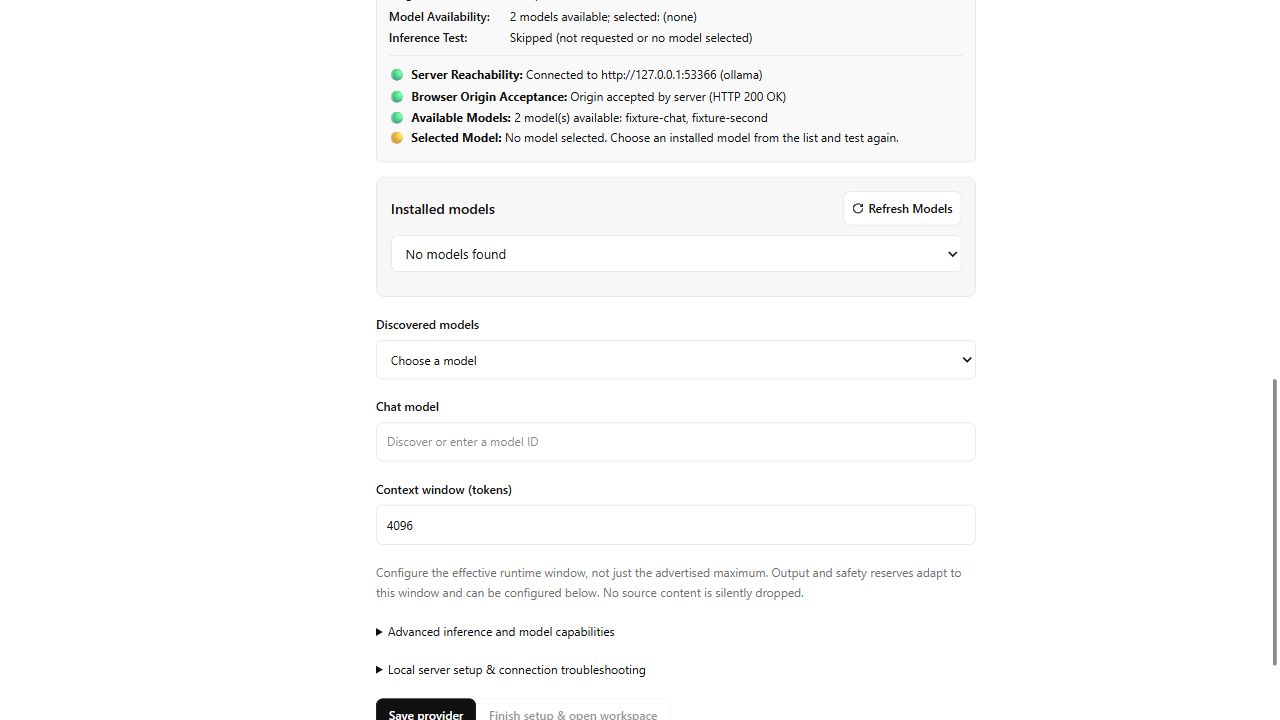 Model Availability: 2 models available; selected: (none)
Inference Test: Skipped (not requested or no model selected)
Server Reachability: Connected to http://127.0.0.1:53366 (ollama)
Browser Origin Acceptance: Origin accepted by server (HTTP 200 OK)
Available Models: 2 model(s) available: fixture-chat, fixture-second
Selected Model: No model selected. Choose an installed model from the list and test again.
Installed models
Refresh Models
No models found
Discovered models
Choose a model
Chat model
Discover or enter a model ID
Context window (tokens)
4096
Configure the effective runtime window, not just the advertised maximum. Output and safety reserves adapt to
this window and can be configured below. No source content is silently dropped.
Advanced inference and model capabilities
Local server setup & connection troubleshooting
Save provider
Finish setup & open workspace